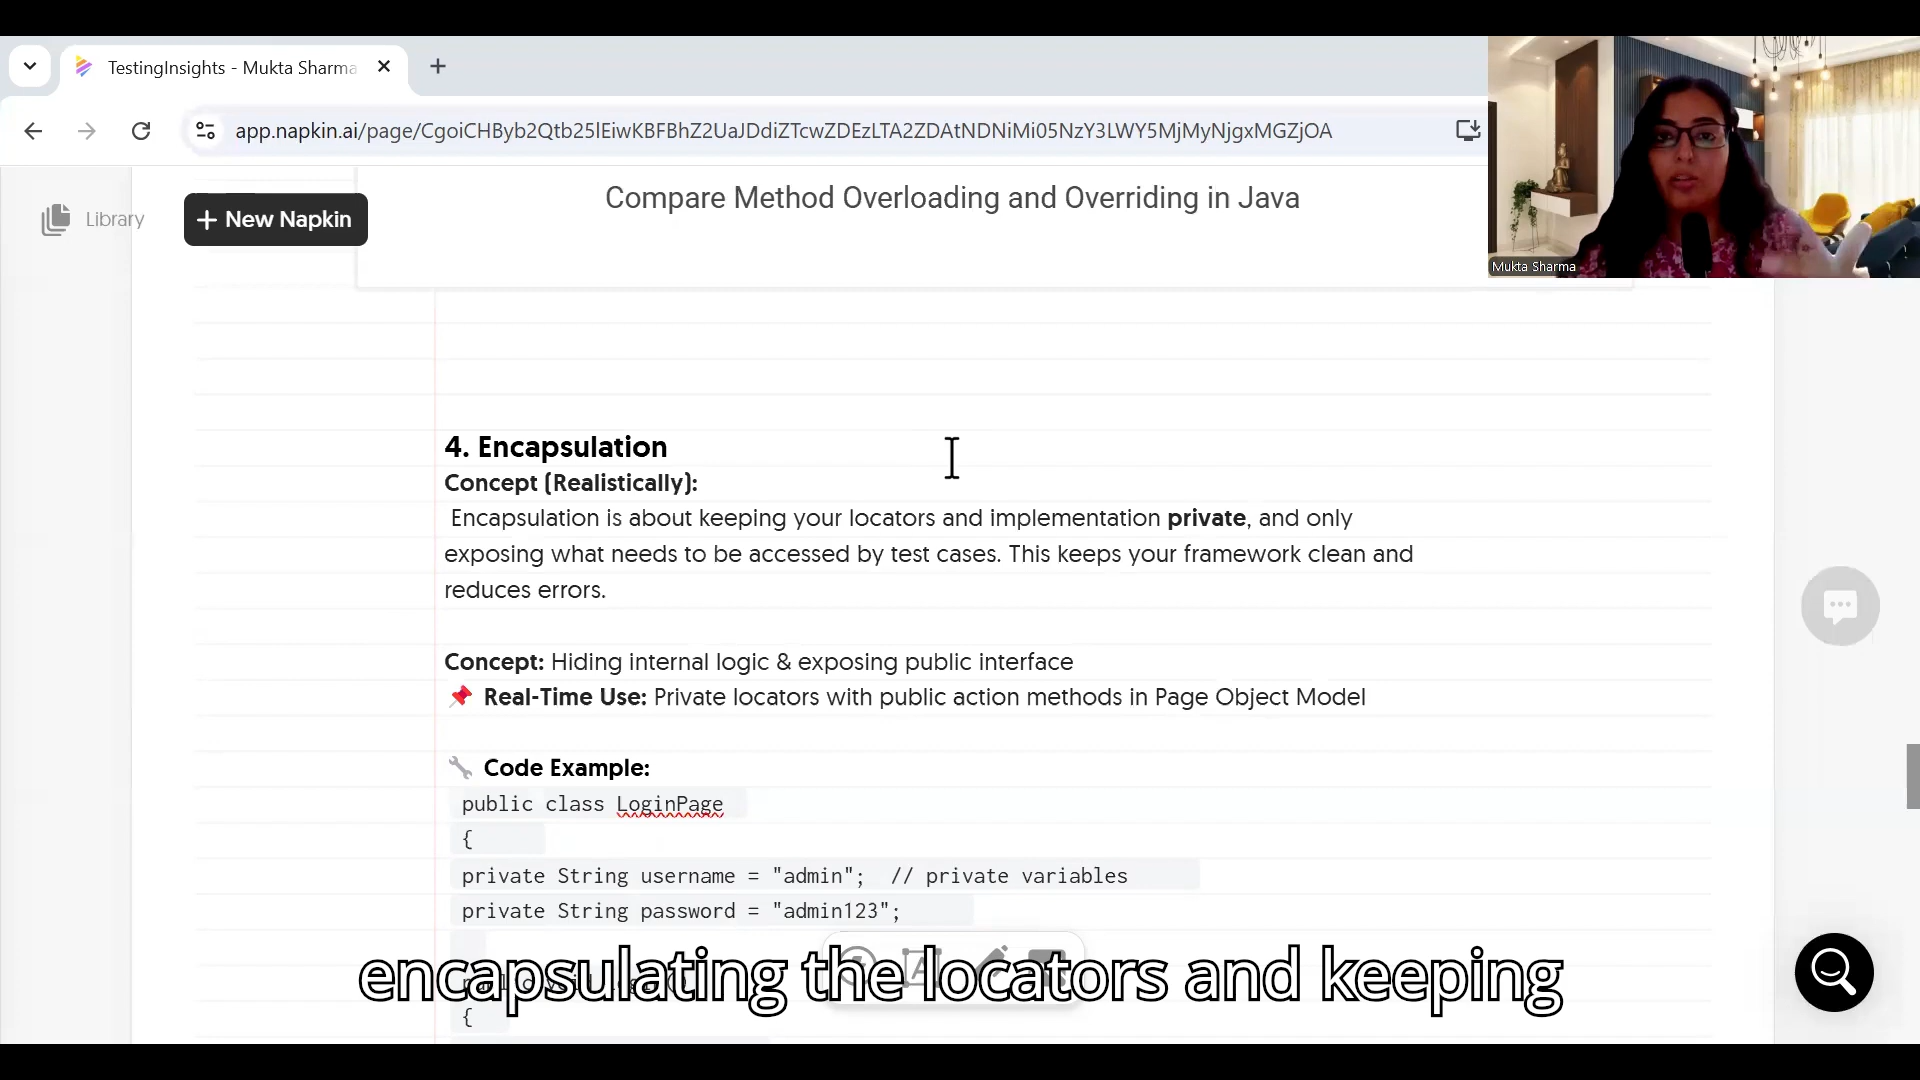 TestingInsights - Mukta Sharma
app.napkin.ai/page/CgoiCHByb2Qtb25lEiwKBFBhZ2UaJDdiZTcwZDEzLTA2ZDAtNDNiMi05NzY3LWY5MjMyNjgxMGZjOA
Mukta Sharma
Library
+ New Napkin
Compare Method Overloading and Overriding in Java
4. Encapsulation
Concept (Realistically):
Encapsulation is about keeping your locators and implementation private, and only
exposing what needs to be accessed by test cases. This keeps your framework clean and
reduces errors.
Concept: Hiding internal logic & exposing public interface
📌 Real-Time Use: Private locators with public action methods in Page Object Model
🔧 Code Example:
public class LoginPage
{
private String username = "admin"; // private variables
private String password = "admin123";
encapsulating the locators and keeping
{